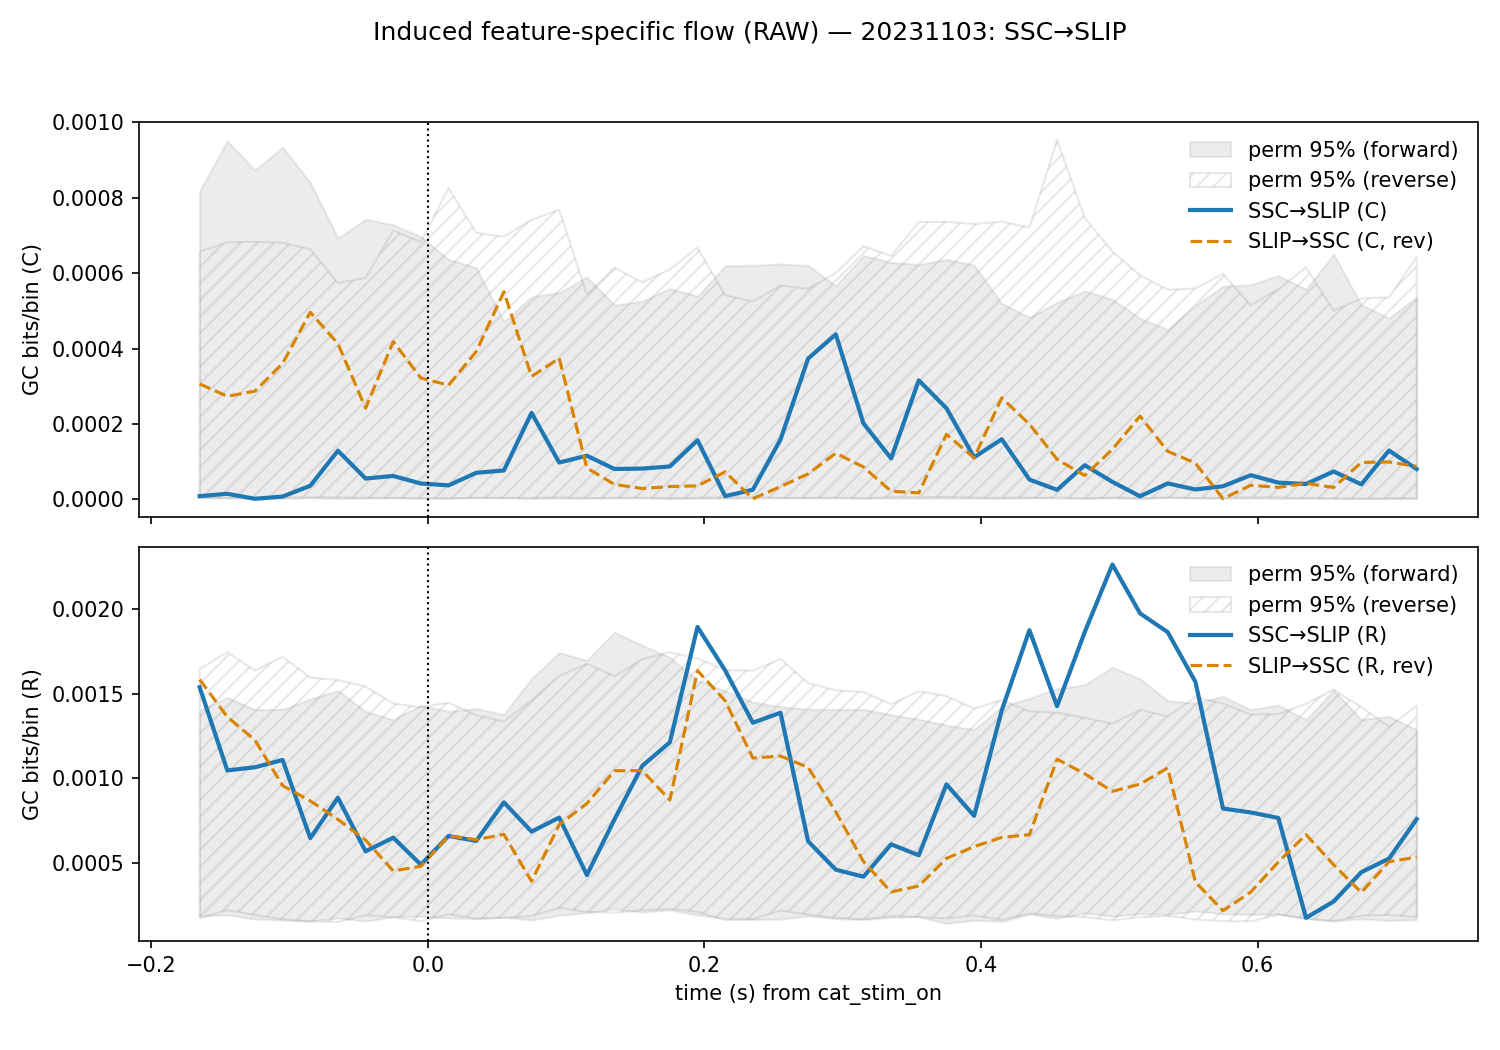 Induced feature-specific flow (RAW) — 20231103: SSC→SLIP
0.0010
0.0008
0.0006
0.0004
0.0002
0.0000
GC bits/bin (C)
perm 95% (forward)
perm 95% (reverse)
SSC→SLIP (C)
SLIP→SSC (C, rev)
0.0020
0.0015
0.0010
0.0005
GC bits/bin (R)
perm 95% (forward)
perm 95% (reverse)
SSC→SLIP (R)
SLIP→SSC (R, rev)
−0.2
0.0
0.2
0.4
0.6
time (s) from cat_stim_on